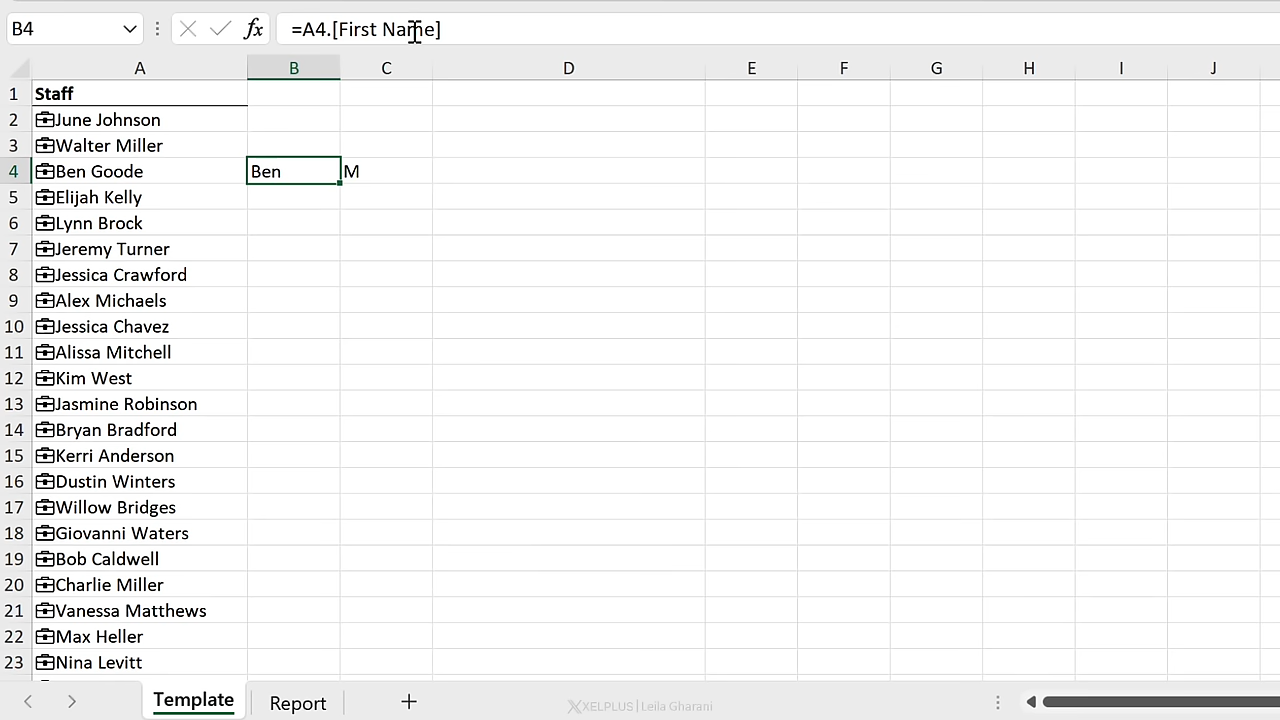 B4 fx =A4.[First Name]
A B C D E F G H I J
1 Staff
2 June Johnson
3 Walter Miller
4 Ben Goode Ben M
5 Elijah Kelly
6 Lynn Brock
7 Jeremy Turner
8 Jessica Crawford
9 Alex Michaels
10 Jessica Chavez
11 Alissa Mitchell
12 Kim West
13 Jasmine Robinson
14 Bryan Bradford
15 Kerri Anderson
16 Dustin Winters
17 Willow Bridges
18 Giovanni Waters
19 Bob Caldwell
20 Charlie Miller
21 Vanessa Matthews
22 Max Heller
23 Nina Levitt
Template Report
XELPLUS | Leila Gharani